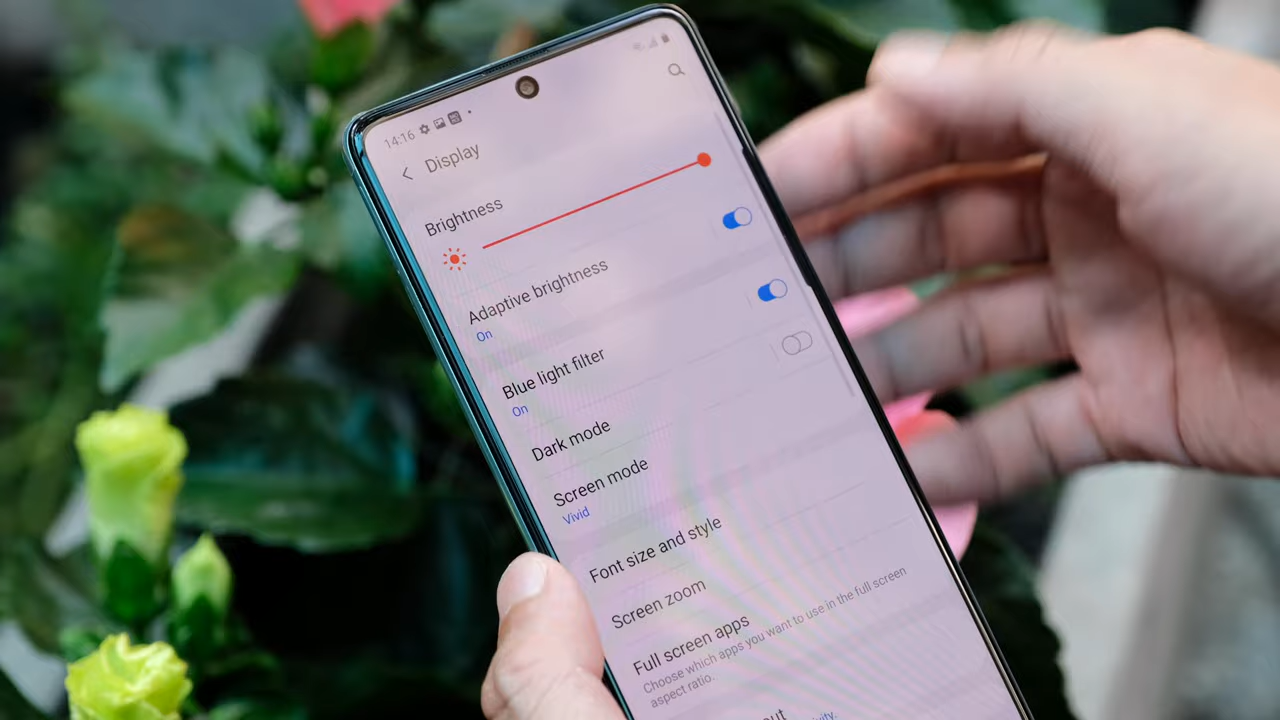 14:16
Display
Brightness
Adaptive brightness
On
Blue light filter
On
Dark mode
Screen mode
Vivid
Font size and style
Screen zoom
Full screen apps
Choose which apps you want to use in the full screen
aspect ratio.